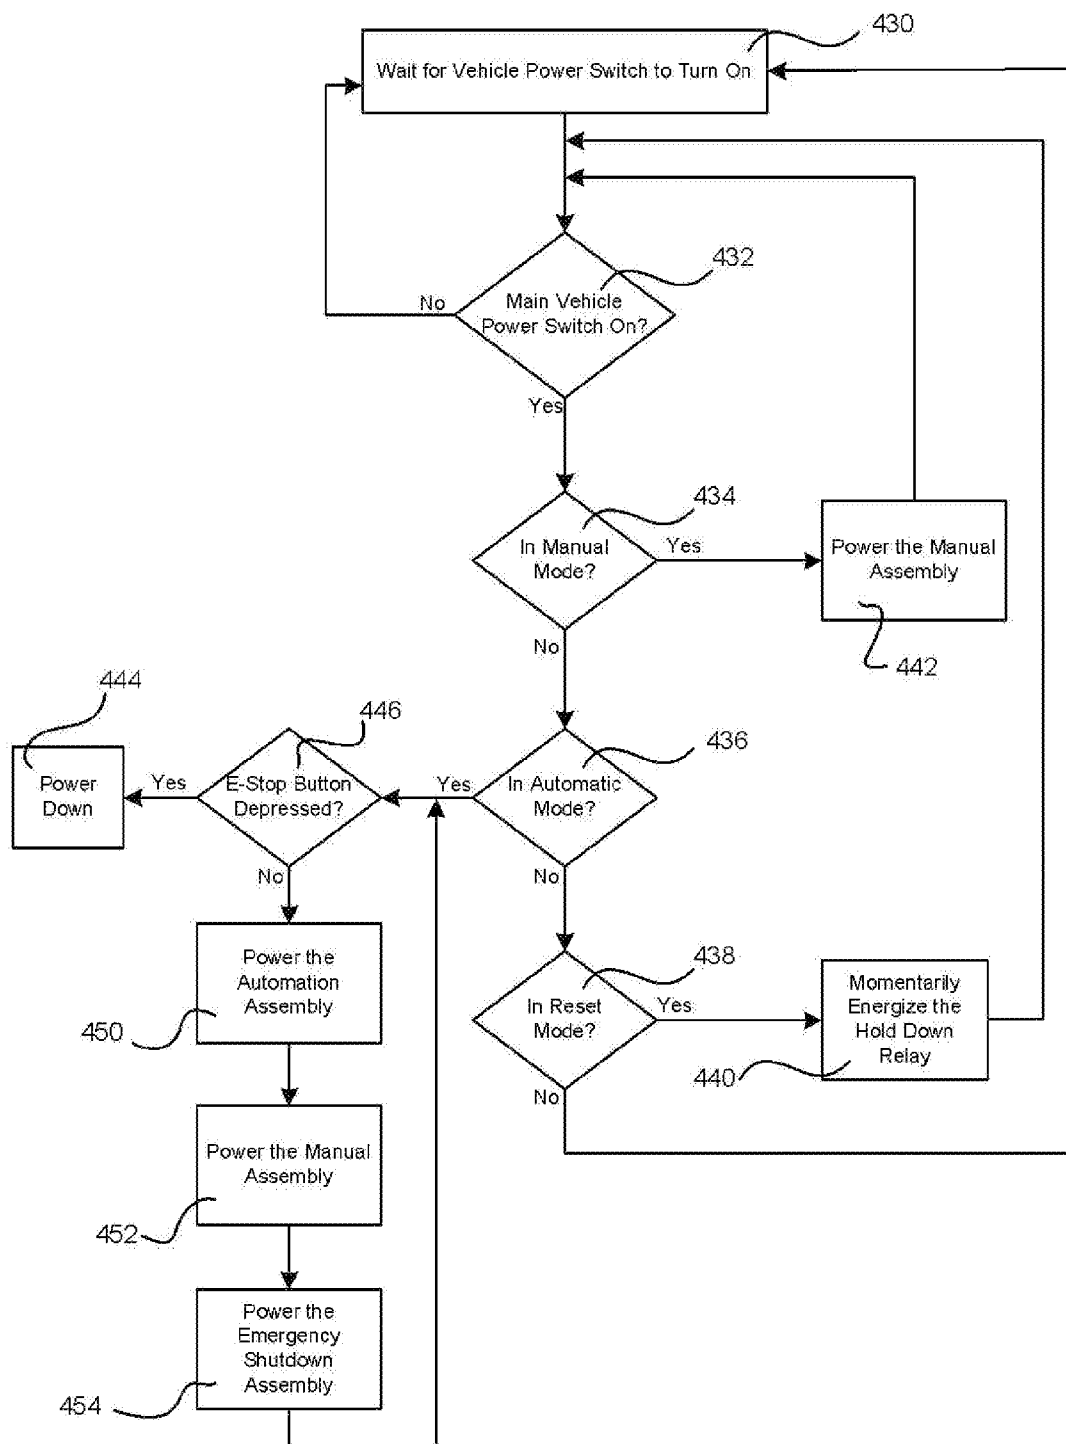 430
Wait for Vehicle Power Switch to Turn On
432
No
Main Vehicle
Power Switch On?
Yes
434
In Manual
Mode?
Yes
Power the Manual
Assembly
No
442
444
446
436
Power
Down
Yes
E-Stop Button
Depressed?
Yes
In Automatic
Mode?
No
No
Power the
Automation
Assembly
450
438
In Reset
Mode?
Yes
Momentarily
Energize the
Hold Down
Relay
440
No
Power the Manual
Assembly
452
Power the
Emergency
Shutdown
Assembly
454